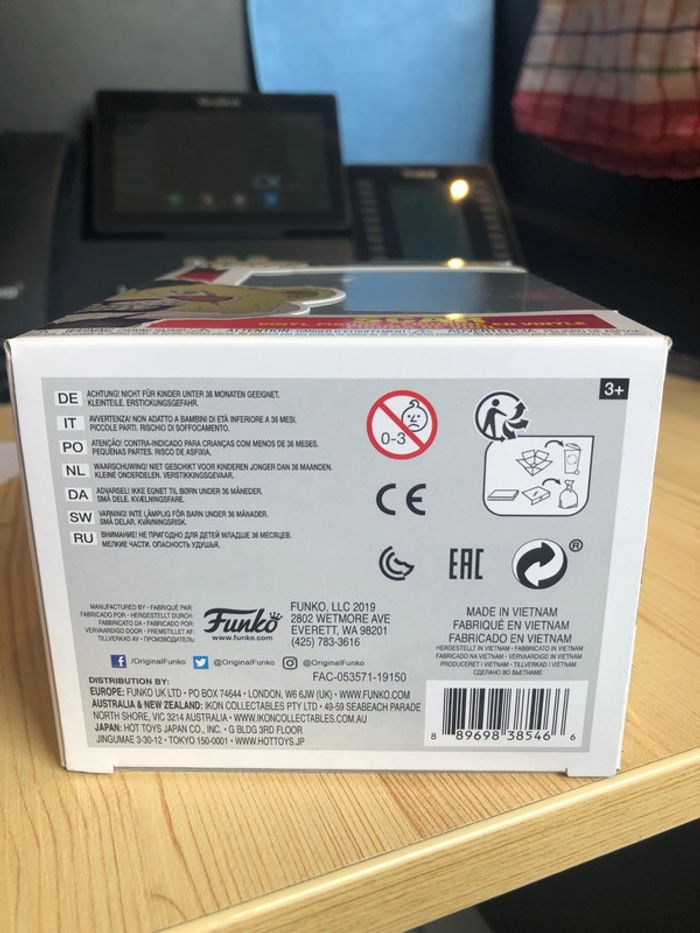 Yealink
SCAR
WARNING:
ATTENTION:
ADVERTENCIA:
3+
DE ACHTUNG! NICHT FÜR KINDER UNTER 36 MONATEN GEEIGNET.
KLEINTEILE. ERSTICKUNGSGEFAHR.
IT AVVERTENZA! NON ADATTO A BAMBINI DI ETÀ INFERIORE A 36 MESI.
PICCOLE PARTI. RISCHIO DI SOFFOCAMENTO.
PO ATENÇÃO! CONTRA-INDICADO PARA CRIANÇAS COM MENOS DE 36 MESES.
PEQUENAS PARTES. RISCO DE ASFIXIA.
NL WAARSCHUWING! NIET GESCHIKT VOOR KINDEREN JONGER DAN 36 MAANDEN.
KLEINE ONDERDELEN. VERSTIKKINGSGEVAAR.
DA ADVARSEL! IKKE EGNET TIL BØRN UNDER 36 MÅNEDER.
SMÅ DELE. KVÆLNINGSFARE.
SW VARNING! INTE LÄMPLIG FÖR BARN UNDER 36 MÅNADER.
SMÅ DELAR. KVÄVNINGSRISK.
RU ВНИМАНИЕ! НЕ ПРИГОДНО ДЛЯ ДЕТЕЙ МЛАДШЕ 36 МЕСЯЦЕВ.
МЕЛКИЕ ЧАСТИ. ОПАСНОСТЬ УДУШЬЯ.
0-3
CE
EAC
®
MANUFACTURED BY · FABRIQUÉ PAR:
FABRICADO POR · HERGESTELLT DURCH:
FABBRICATO DA · FABRICADO POR:
VERVAARDIGD DOOR · FREMSTILLET AF:
TILLVERKAD AV · ПРОИЗВОДИТЕЛЬ:
Funko
www.funko.com
FUNKO, LLC 2019
2802 WETMORE AVE
EVERETT, WA 98201
(425) 783-3616
MADE IN VIETNAM
FABRIQUÉ EN VIETNAM
FABRICADO EN VIETNAM
HERGESTELLT IN VIETNAM · FABBRICATO IN VIETNAM
FABRICADO NA VIETNAM · VERVAARDIGD IN VIETNAM
PRODUCERET I VIETNAM · TILLVERKAD I VIETNAM
СДЕЛАНО ВО ВЬЕТНАМЕ
/OriginalFunko @OriginalFunko @OriginalFunko
FAC-053571-19150
DISTRIBUTION BY:
EUROPE: FUNKO UK LTD · PO BOX 74644 · LONDON, W6 6JW (UK) · WWW.FUNKO.COM
AUSTRALIA & NEW ZEALAND: IKON COLLECTABLES PTY LTD · 49-59 SEABEACH PARADE
NORTH SHORE, VIC 3214 AUSTRALIA · WWW.IKONCOLLECTABLES.COM.AU
JAPAN: HOT TOYS JAPAN CO., INC. · G BLDG 3RD FLOOR
JINGUMAE 3-30-12 · TOKYO 150-0001 · WWW.HOTTOYS.JP
8 89698 38546 6